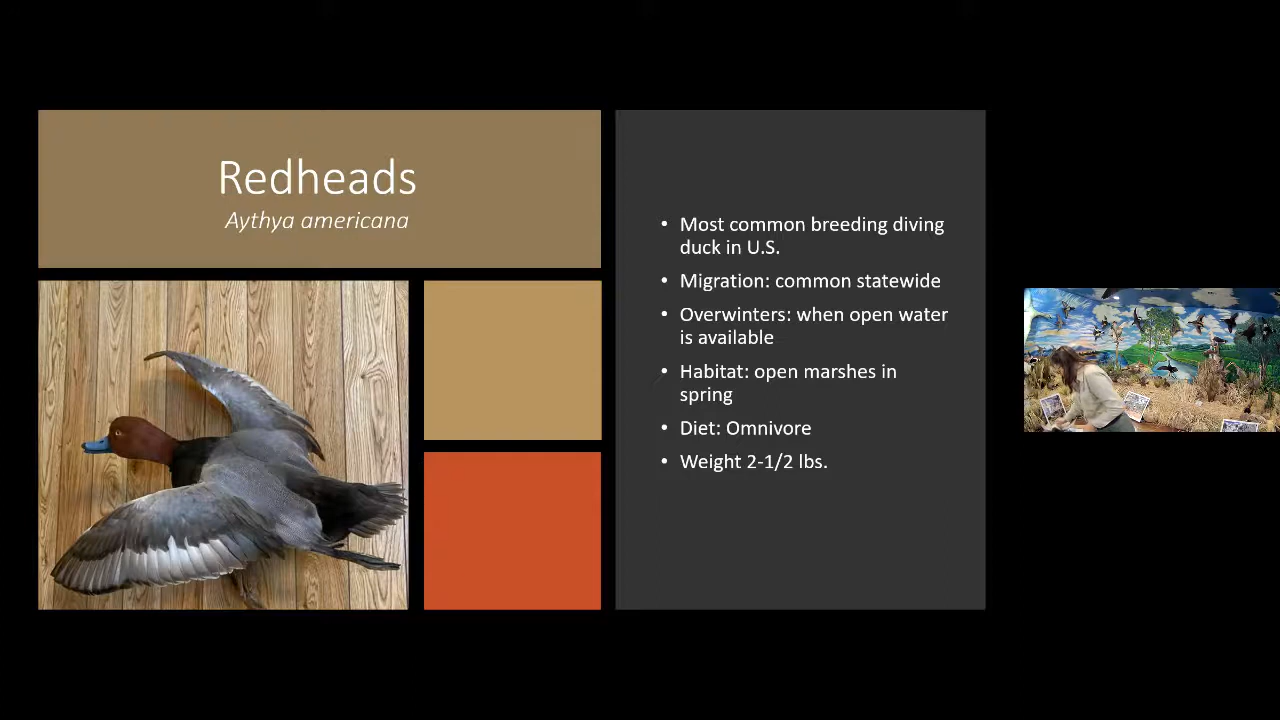 Redheads
Aythya americana
• Most common breeding diving
duck in U.S.
• Migration: common statewide
• Overwinters: when open water
is available
• Habitat: open marshes in
spring
• Diet: Omnivore
• Weight 2-1/2 lbs.